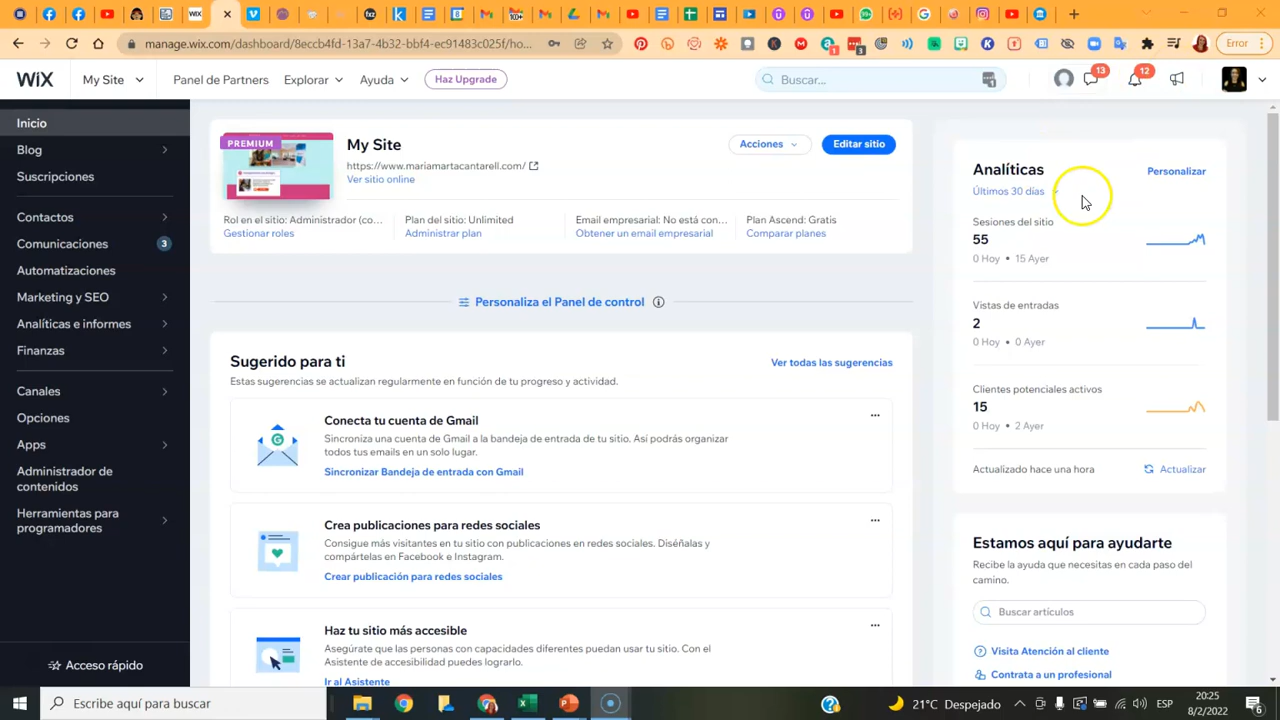 WiX
manage.wix.com/dashboard/8eccb4fd-13a7-4b32-bbf4-ec91483c025f/ho...
Error
WiX
My Site
Panel de Partners
Explorar
Ayuda
Haz Upgrade
Buscar...
13
12
Inicio
Blog
Suscripciones
Contactos
Comunicaciones
3
Automatizaciones
Marketing y SEO
Analíticas e informes
Finanzas
Canales
Opciones
Apps
Administrador de
contenidos
Herramientas para
programadores
Acceso rápido
PREMIUM
My Site
https://www.mariamartacantarell.com/
Ver sitio online
Acciones
Editar sitio
Rol en el sitio: Administrador (co...
Gestionar roles
Plan del sitio: Unlimited
Administrar plan
Email empresarial: No está con...
Obtener un email empresarial
Plan Ascend: Gratis
Comparar planes
Personaliza el Panel de control
Sugerido para ti
Ver todas las sugerencias
Estas sugerencias se actualizan regularmente en función de tu progreso y actividad.
Conecta tu cuenta de Gmail
Sincroniza una cuenta de Gmail a la bandeja de entrada de tu sitio. Así podrás organizar
todos tus emails en un solo lugar.
Sincronizar Bandeja de entrada con Gmail
Crea publicaciones para redes sociales
Consigue más visitantes en tu sitio con publicaciones en redes sociales. Diséñalas y
compártelas en Facebook e Instagram.
Crear publicación para redes sociales
Haz tu sitio más accesible
Asegúrate que las personas con capacidades diferentes puedan usar tu sitio. Con el
Asistente de accesibilidad puedes lograrlo.
Ir al Asistente
Analíticas
Personalizar
Últimos 30 días
Sesiones del sitio
55
0 Hoy • 15 Ayer
Vistas de entradas
2
0 Hoy • 0 Ayer
Clientes potenciales activos
15
0 Hoy • 2 Ayer
Actualizado hace una hora
Actualizar
Estamos aquí para ayudarte
Recibe la ayuda que necesitas en cada paso del
camino.
Buscar artículos
Visita Atención al cliente
Contrata a un profesional
Escribe aquí para buscar
21°C Despejado
ESP
20:25
8/2/2022
6